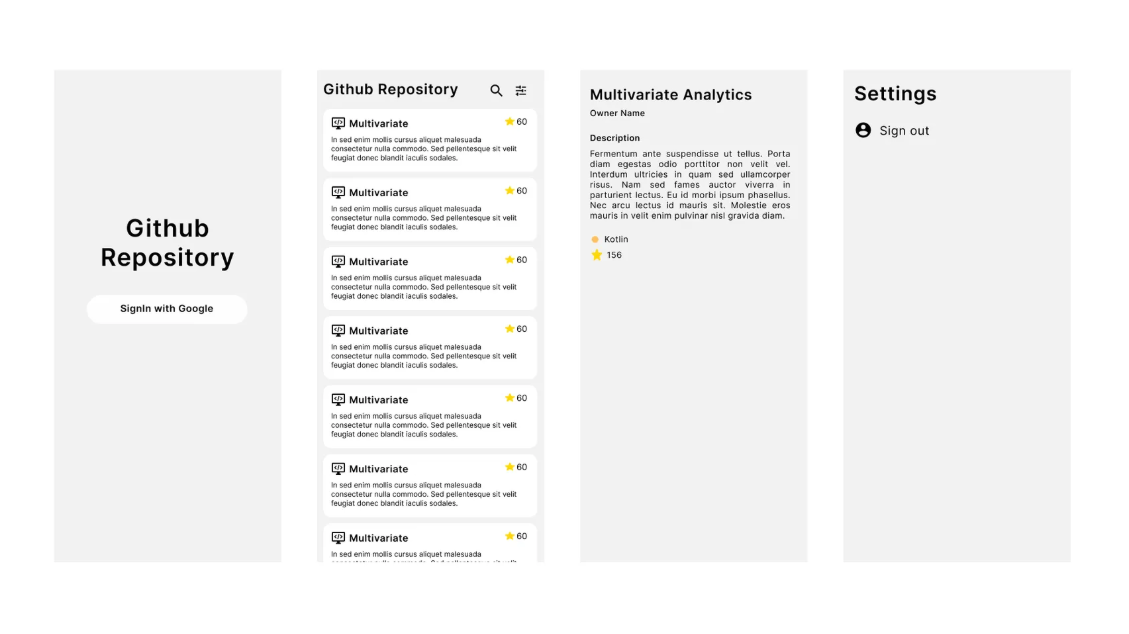 Github
Repository
SignIn with Google
Github Repository
Multivariate
60
In sed enim mollis cursus aliquet malesuada
consectetur nulla commodo. Sed pellentesque sit velit
feugiat donec blandit iaculis sodales.
Multivariate
60
In sed enim mollis cursus aliquet malesuada
consectetur nulla commodo. Sed pellentesque sit velit
feugiat donec blandit iaculis sodales.
Multivariate
60
In sed enim mollis cursus aliquet malesuada
consectetur nulla commodo. Sed pellentesque sit velit
feugiat donec blandit iaculis sodales.
Multivariate
60
In sed enim mollis cursus aliquet malesuada
consectetur nulla commodo. Sed pellentesque sit velit
feugiat donec blandit iaculis sodales.
Multivariate
60
In sed enim mollis cursus aliquet malesuada
consectetur nulla commodo. Sed pellentesque sit velit
feugiat donec blandit iaculis sodales.
Multivariate
60
In sed enim mollis cursus aliquet malesuada
consectetur nulla commodo. Sed pellentesque sit velit
feugiat donec blandit iaculis sodales.
Multivariate
60
In sed enim mollis cursus aliquet malesuada
Multivariate Analytics
Owner Name
Description
Fermentum ante suspendisse ut tellus. Porta
diam egestas odio porttitor non velit vel.
Interdum ultricies in quam sed ullamcorper
risus. Nam sed fames auctor viverra in
parturient lectus. Eu id morbi ipsum phasellus.
Nec arcu lectus id mauris sit. Molestie eros
mauris in velit enim pulvinar nisl gravida diam.
Kotlin
156
Settings
Sign out